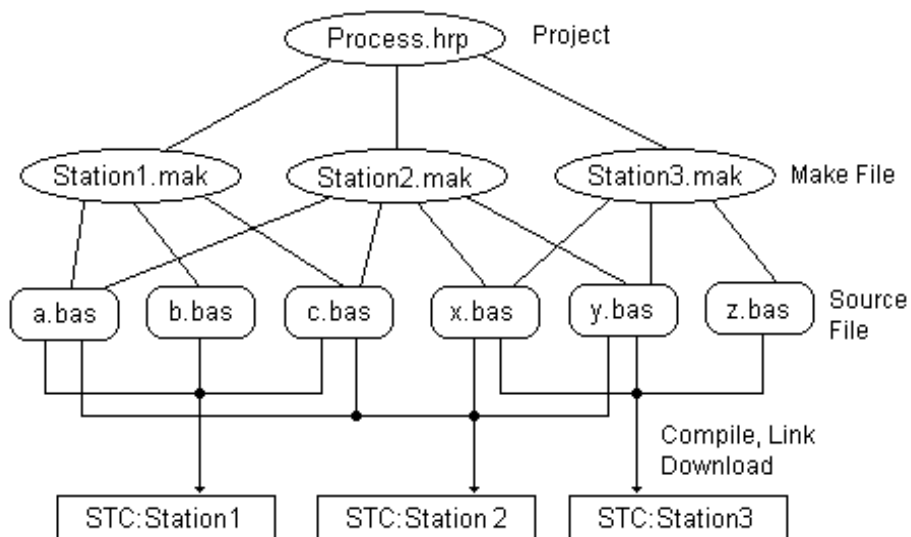 Process.hrp
Project
Station1.mak
Station2.mak
Station3.mak
Make File
a.bas
b.bas
c.bas
x.bas
y.bas
z.bas
Source
File
Compile, Link
Download
STC:Station1
STC:Station 2
STC:Station3